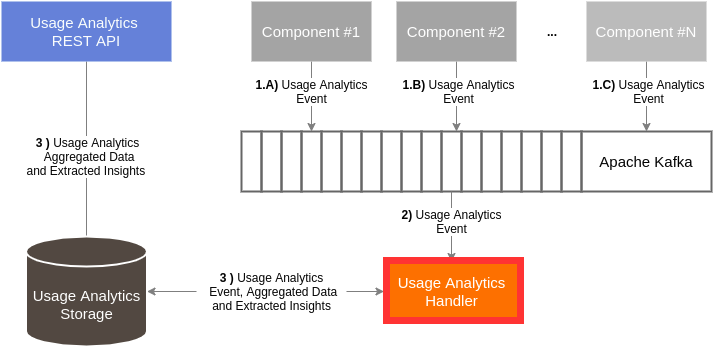 Usage Analytics
REST API
Component #1
Component #2
...
Component #N
1.A) Usage Analytics
Event
1.B) Usage Analytics
Event
1.C) Usage Analytics
Event
3 ) Usage Analytics
Aggregated Data
and Extracted Insights
Apache Kafka
2) Usage Analytics
Event
Usage Analytics
Storage
3 ) Usage Analytics
Event, Aggregated Data
and Extracted Insights
Usage Analytics
Handler